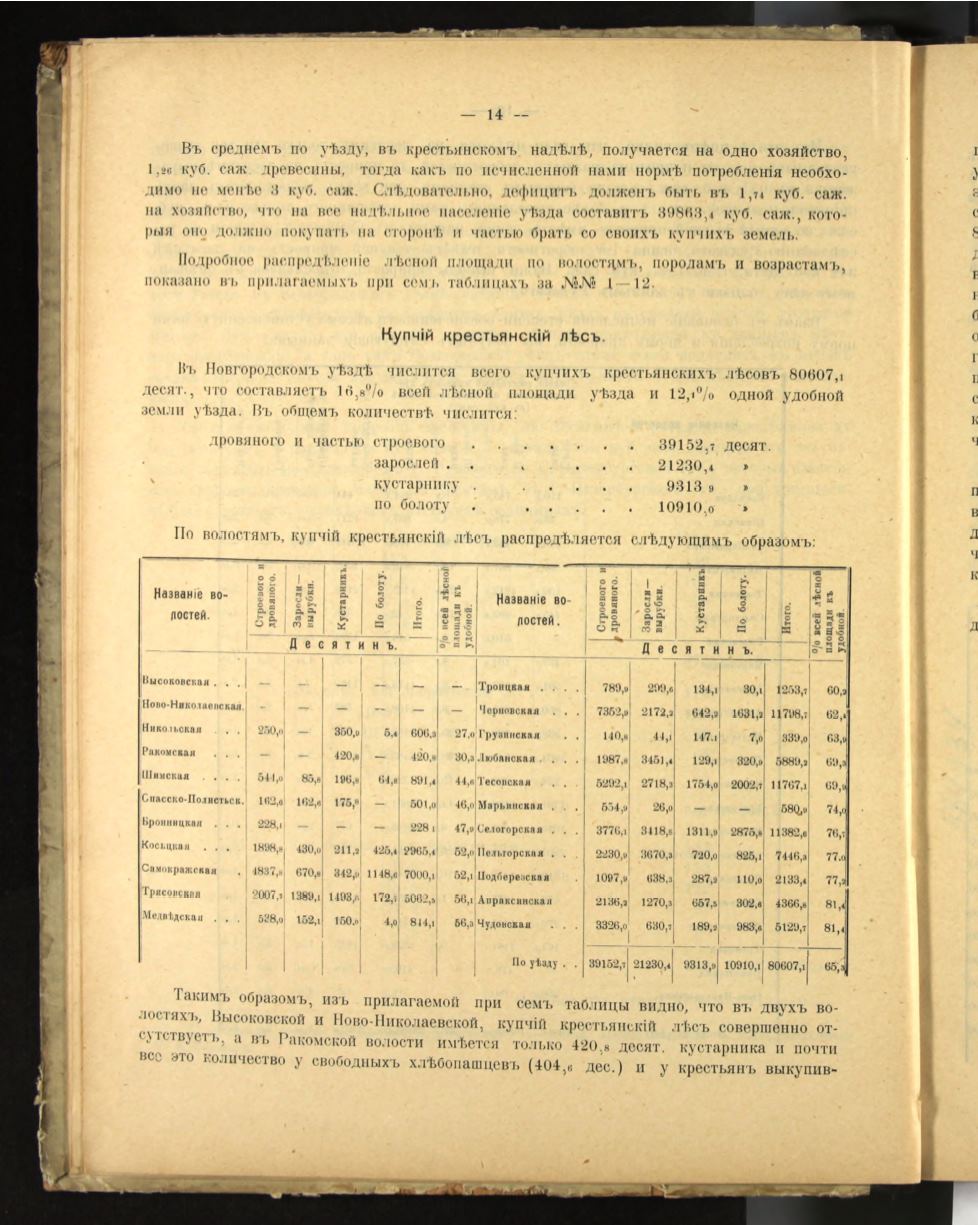 — 14 —
Въ среднемъ по уѣзду, въ крестьянскомъ надѣлѣ, получается на одно хозяйство,
1,26 куб. саж. древесины, тогда какъ по исчисленной нами нормѣ потребленія необхо-
димо не менѣе 3 куб. саж. Слѣдовательно, дефицитъ долженъ быть въ 1,74 куб. саж.
на хозяйство, что на все надѣльное населеніе уѣзда составитъ 39863,4 куб. саж., кото-
рыя оно должно покупать на сторонѣ и частью брать со своихъ купчихъ земель.
Подробное распредѣленіе лѣсной площади по волостямъ, породамъ и возрастамъ,
показано въ прилагаемыхъ при семъ таблицахъ за №№ 1—12.
Купчій крестьянскій лѣсъ.
Въ Новгородскомъ уѣздѣ числится всего купчихъ крестьянскихъ лѣсовъ 80607,1
десят., что составляетъ 16,8% всей лѣсной площади уѣзда и 12,1% одной удобной
земли уѣзда. Въ общемъ количествѣ числится:
дровяного и частью строевого . . . . . . . 39152,7 десят.
зарослей . . . . . . . 21230,4 »
кустарнику . . . . . . 9313 9 »
по болоту . . . . . . 10910,0 »
По волостямъ, купчій крестьянскій лѣсъ распредѣляется слѣдующимъ образомъ:
Названіе во-лостей. Строевого и дровяного. Заросли—вырубки. Кустарникъ. По болоту. Итого. % всей лѣсной площади къ удобной. Названіе во-лостей. Строевого и дровяного. Заросли—вырубки. Кустарникъ По болоту. Итого. % всей лѣсной площади къ удобной.
Десятинъ. Десятинъ.
Высоковская . . . — — — — — — Троицкая . . . . 789,9 299,6 134,1 30,1 1253,7 60,2
Ново-Николаевская. — — — — — — Черновская . . . 7352,9 2172,2 642,2 1631,2 11798,7 62,4
Никольская . . . 250,0 — 350,9 5,4 606,3 27,0 Грузинская . . 140,8 44,1 147,1 7,0 339,0 63,9
Ракомская . . . — — 420,8 — 420,8 30,3 Любанская . . . . 1987,8 3451,4 129,1 320,9 5889,2 69,3
Шимская . . . . 544,0 85,8 196,8 64,8 891,4 44,6 Тесовская . . . 5292,1 2718,3 1754,0 2002,7 11767,1 69,9
Спасско-Полистьск. 162,6 162,6 175,8 — 501,0 46,0 Марьинская . . . 554,9 26,0 — — 580,9 74,0
Бронницкая . . . 228,1 — — — 228 1 47,9 Селогорская . . . 3776,1 3418,8 1311,9 2875,8 11382,6 76,7
Косицкая . . . 1898,8 430,0 211,2 425,4 2965,4 52,0 Пельгорская . . . 2230,9 3670,3 720,0 825,1 7446,3 77,0
Самокражская . 4837,8 670,8 342,9 1148,6 7000,1 52,1 Подберезская . 1097,9 638,3 287,2 110,0 2133,4 77,2
Трясовская 2007,7 1389,1 1493,6 172,1 5062,5 56,1 Апраксинская 2136,2 1270,3 657,5 302,8 4366,8 81,4
Медвѣдская . . . 538,0 152,1 150,0 4,0 844,1 56,3 Чудовская . . . 3326,0 630,7 189,2 983,8 5129,7 81,4
По уѣзду . . 39152,7 21230,4 9313,9 10910,1 80607,1 65,3
Такимъ образомъ, изъ прилагаемой при семъ таблицы видно, что въ двухъ во-
лостяхъ, Высоковской и Ново-Николаевской, купчій крестьянскій лѣсъ совершенно от-
сутствуетъ, а въ Ракомской волости имѣется только 420,8 десят. кустарника и почти
все это количество у свободныхъ хлѣбопашцевъ (404,6 дес.) и у крестьянъ выкупив-